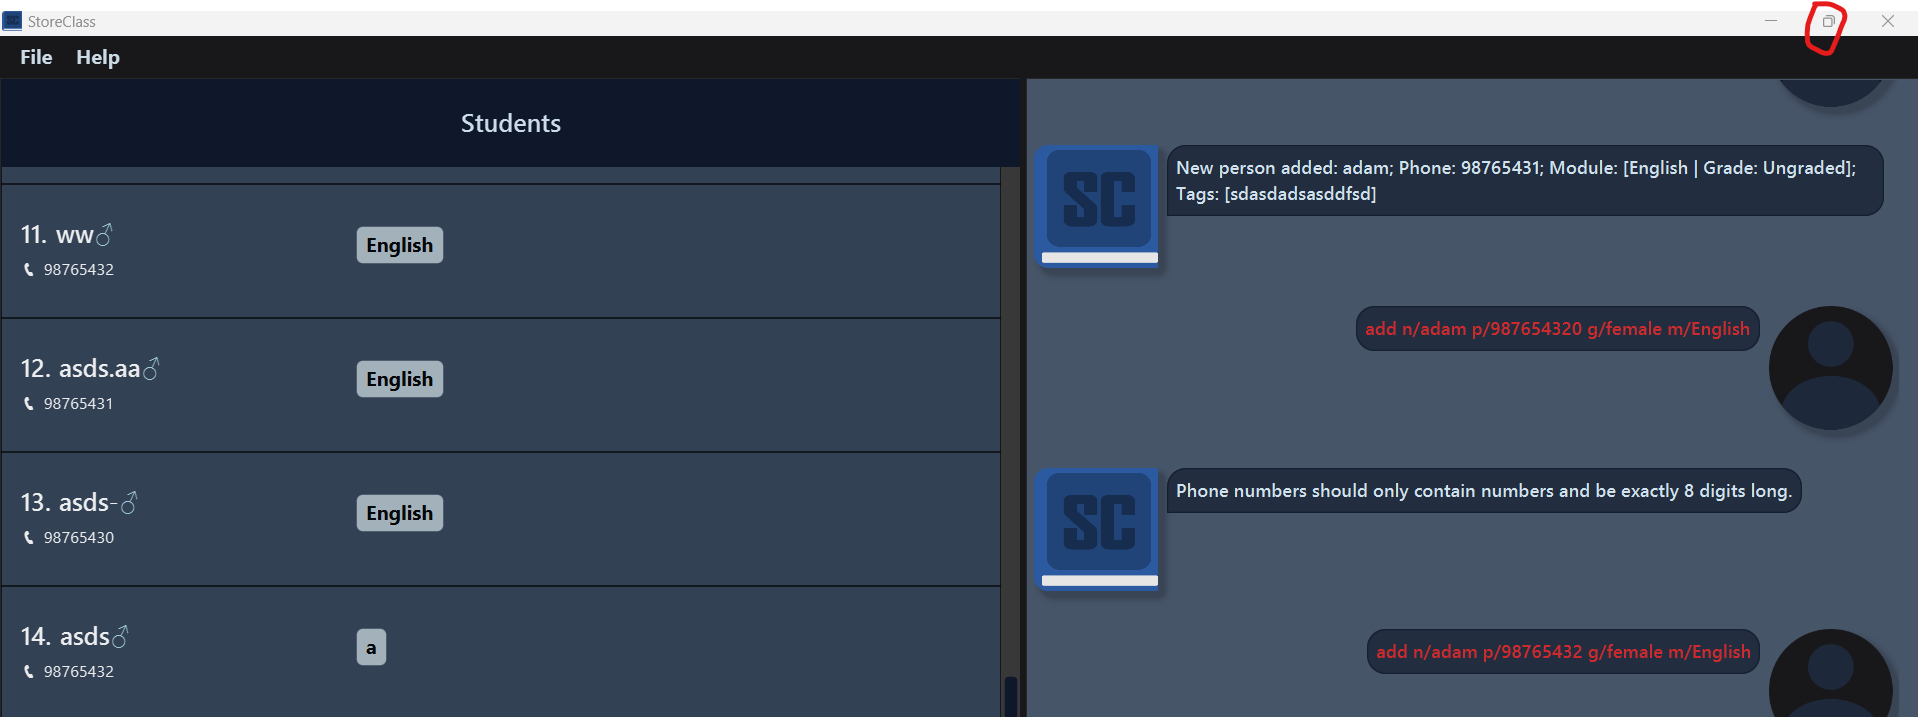 StoreClass
File Help
Students
11. ww♂
98765432
English
12. asds.aa♂
98765431
English
13. asds-♂
98765430
English
14. asds♂
98765432
a
SC
New person added: adam; Phone: 98765431; Module: [English | Grade: Ungraded];
Tags: [sdasdadsasddfsd]
add n/adam p/987654320 g/female m/English
SC
Phone numbers should only contain numbers and be exactly 8 digits long.
add n/adam p/98765432 g/female m/English